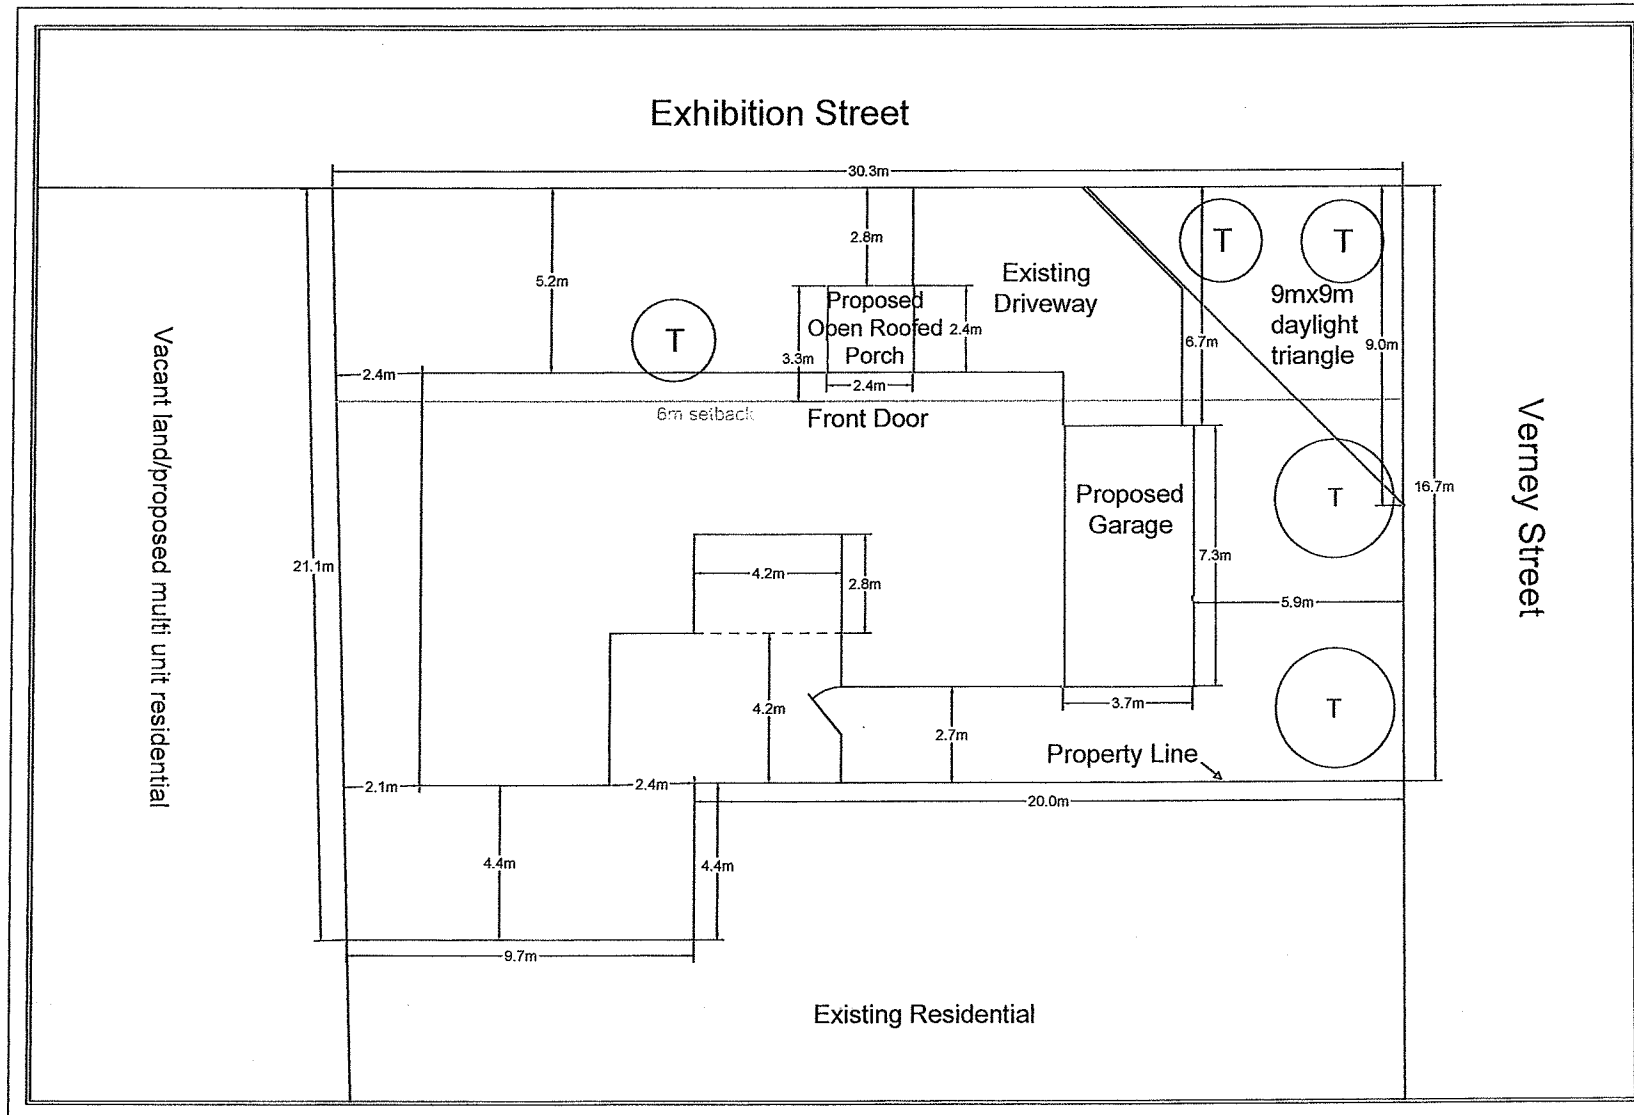 Exhibition Street
30.3m
2.8m
5.2m
T
T
T
Existing
Driveway
9mx9m
daylight
triangle
Proposed
Open Roofed
Porch
2.4m
3.3m
6.7m
9.0m
2.4m
2.4m
6m setback
Front Door
Vacant land/proposed multi unit residential
Verney Street
16.7m
T
Proposed
Garage
7.3m
21.1m
4.2m
2.8m
5.9m
4.2m
3.7m
2.7m
T
Property Line
2.1m
2.4m
20.0m
4.4m
4.4m
9.7m
Existing Residential